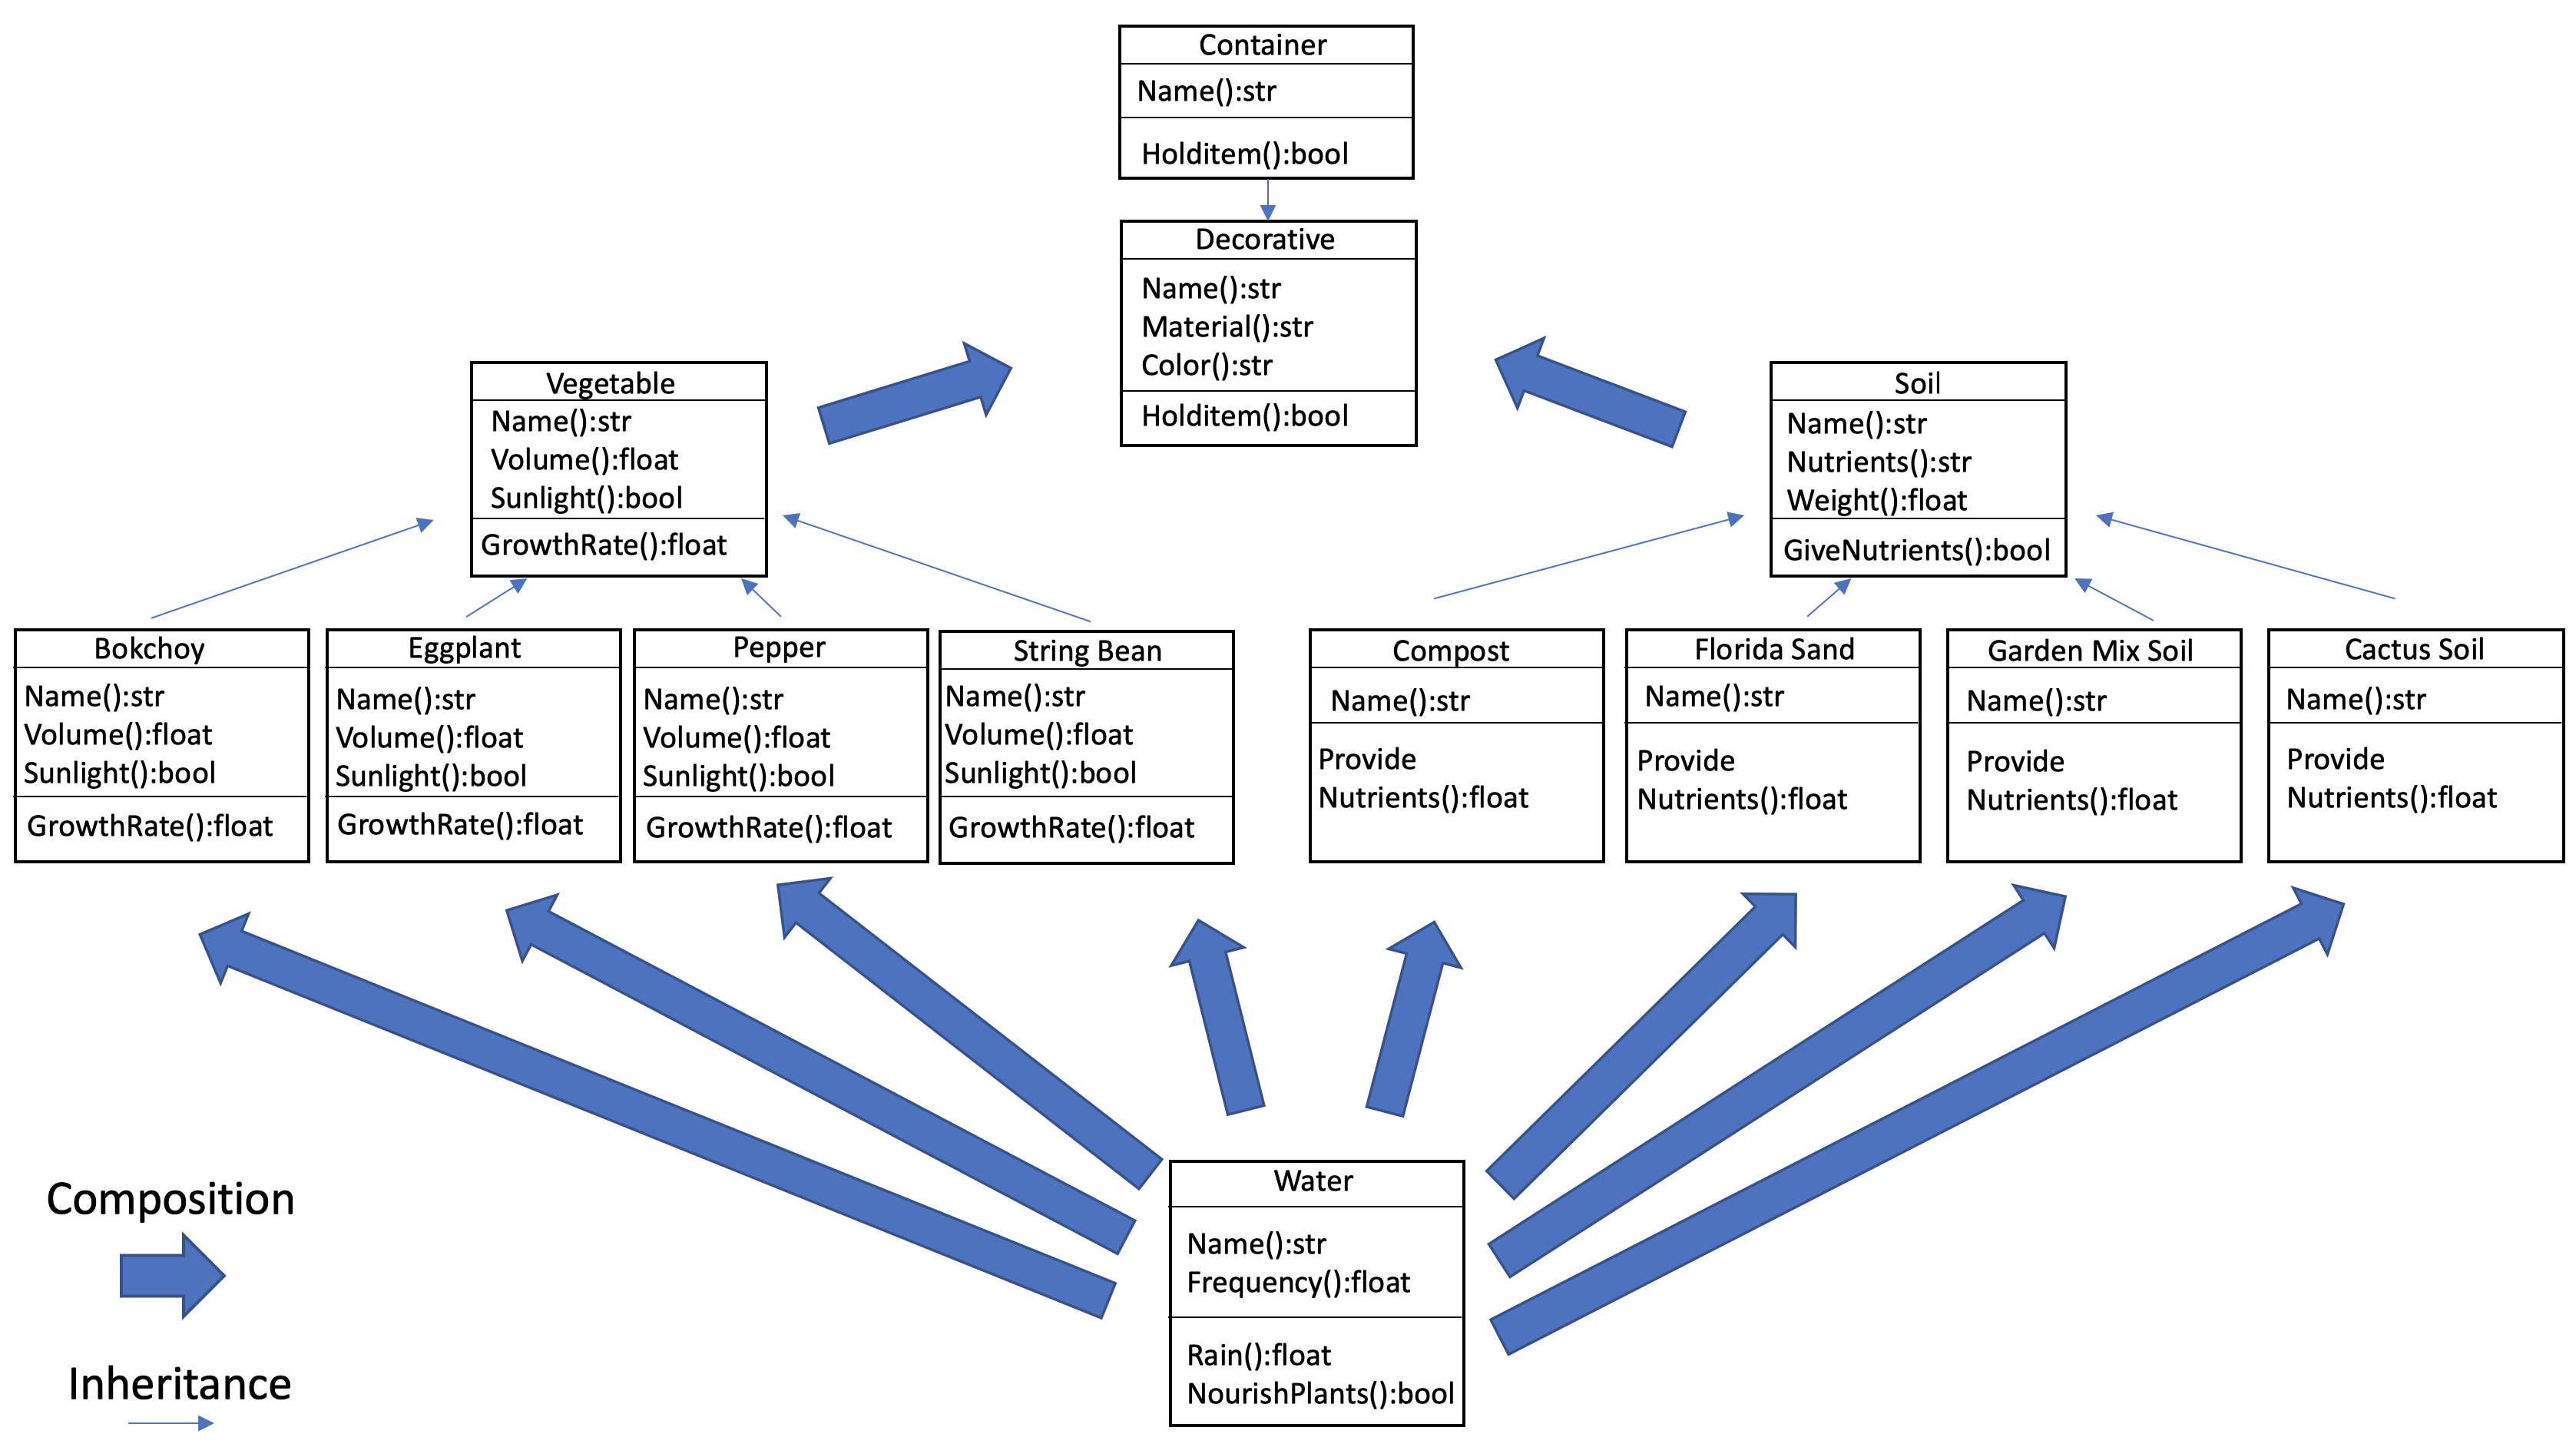 Container
Name():str
Holditem():bool
Decorative
Name():str
Material():str
Color():str
Holditem():bool
Vegetable
Name():str
Volume():float
Sunlight():bool
GrowthRate():float
Soil
Name():str
Nutrients():str
Weight():float
GiveNutrients():bool
Bokchoy
Name():str
Volume():float
Sunlight():bool
GrowthRate():float
Eggplant
Name():str
Volume():float
Sunlight():bool
GrowthRate():float
Pepper
Name():str
Volume():float
Sunlight():bool
GrowthRate():float
String Bean
Name():str
Volume():float
Sunlight():bool
GrowthRate():float
Compost
Name():str
Provide
Nutrients():float
Florida Sand
Name():str
Provide
Nutrients():float
Garden Mix Soil
Name():str
Provide
Nutrients():float
Cactus Soil
Name():str
Provide
Nutrients():float
Water
Name():str
Frequency():float
Rain():float
NourishPlants():bool
Composition
Inheritance